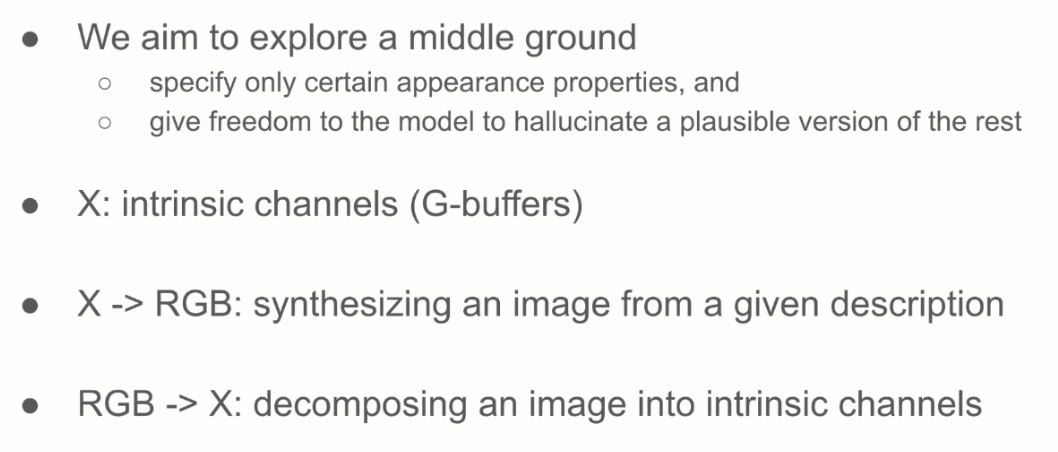 ● We aim to explore a middle ground
○ specify only certain appearance properties, and
○ give freedom to the model to hallucinate a plausible version of the rest
● X: intrinsic channels (G-buffers)
● X -> RGB: synthesizing an image from a given description
● RGB -> X: decomposing an image into intrinsic channels